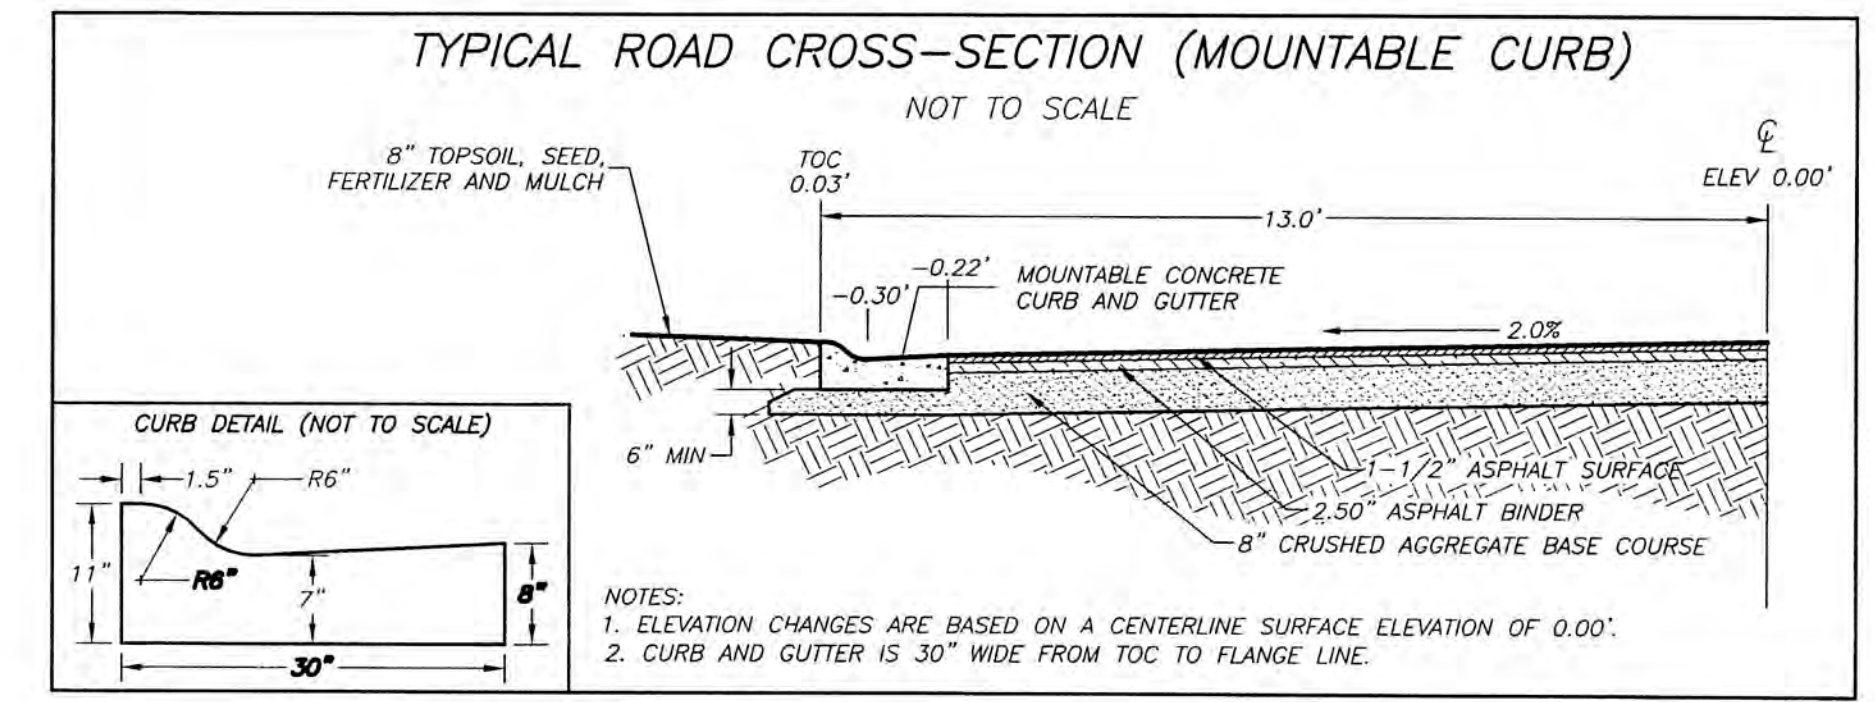 TYPICAL ROAD CROSS-SECTION (MOUNTABLE CURB)
NOT TO SCALE
8" TOPSOIL, SEED,
FERTILIZER AND MULCH
TOC
0.03'
℄
ELEV 0.00'
13.0'
-0.22'
-0.30'
MOUNTABLE CONCRETE
CURB AND GUTTER
2.0%
6" MIN
1-1/2" ASPHALT SURFACE
2.50" ASPHALT BINDER
8" CRUSHED AGGREGATE BASE COURSE
CURB DETAIL (NOT TO SCALE)
1.5"
R6"
11"
R6"
7"
8"
30"
NOTES:
1. ELEVATION CHANGES ARE BASED ON A CENTERLINE SURFACE ELEVATION OF 0.00'.
2. CURB AND GUTTER IS 30" WIDE FROM TOC TO FLANGE LINE.